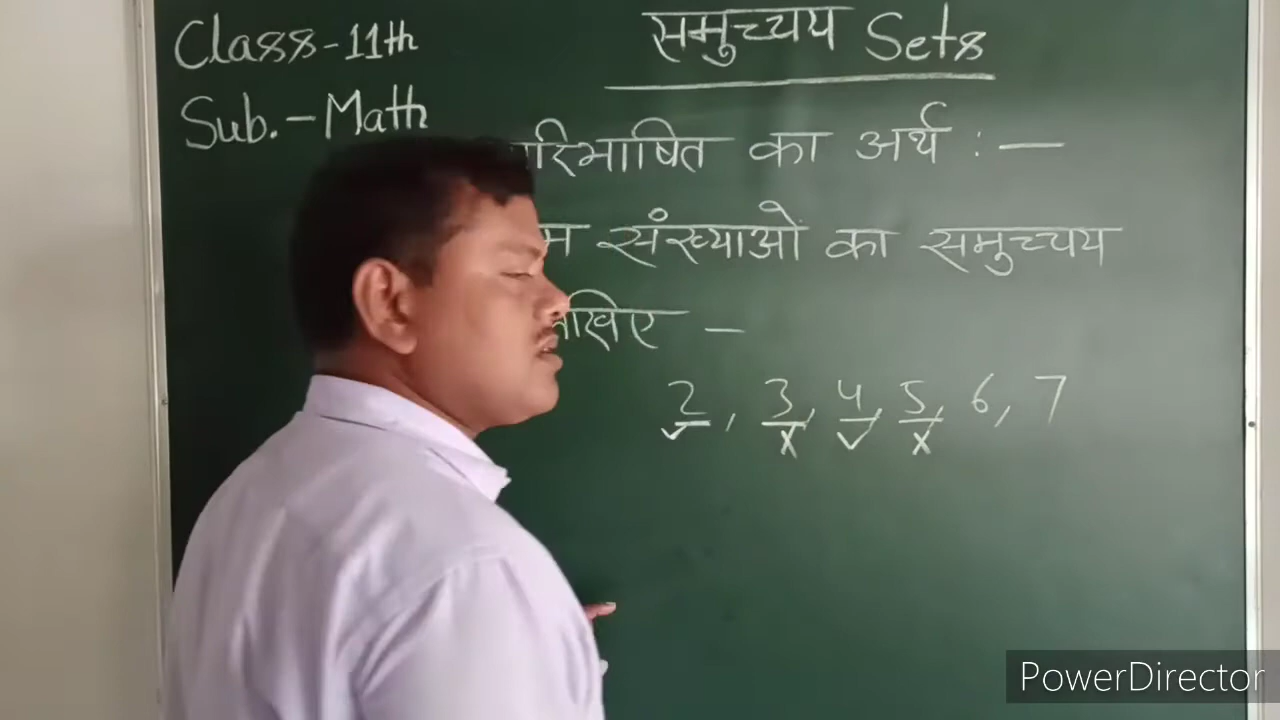 Class-11th
Sub.-Math
समुच्चय Sets
का अर्थ :-
संख्याओं का समुच्चय
-
2, 3, 4, 5, 6, 7
✓ x ✓ x
PowerDirector